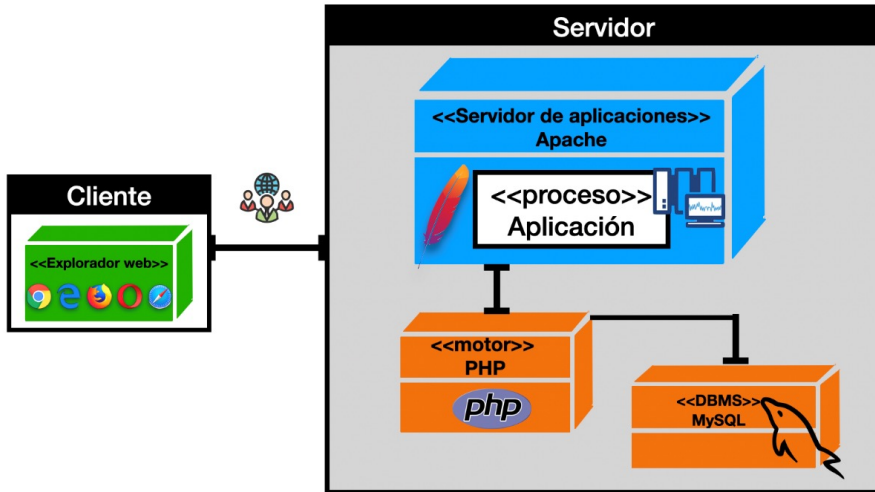 Servidor
<<Servidor de aplicaciones>>
Apache
<<proceso>>
Aplicación
Cliente
<<Explorador web>>
<<motor>>
PHP
php
<<DBMS>>
MySQL